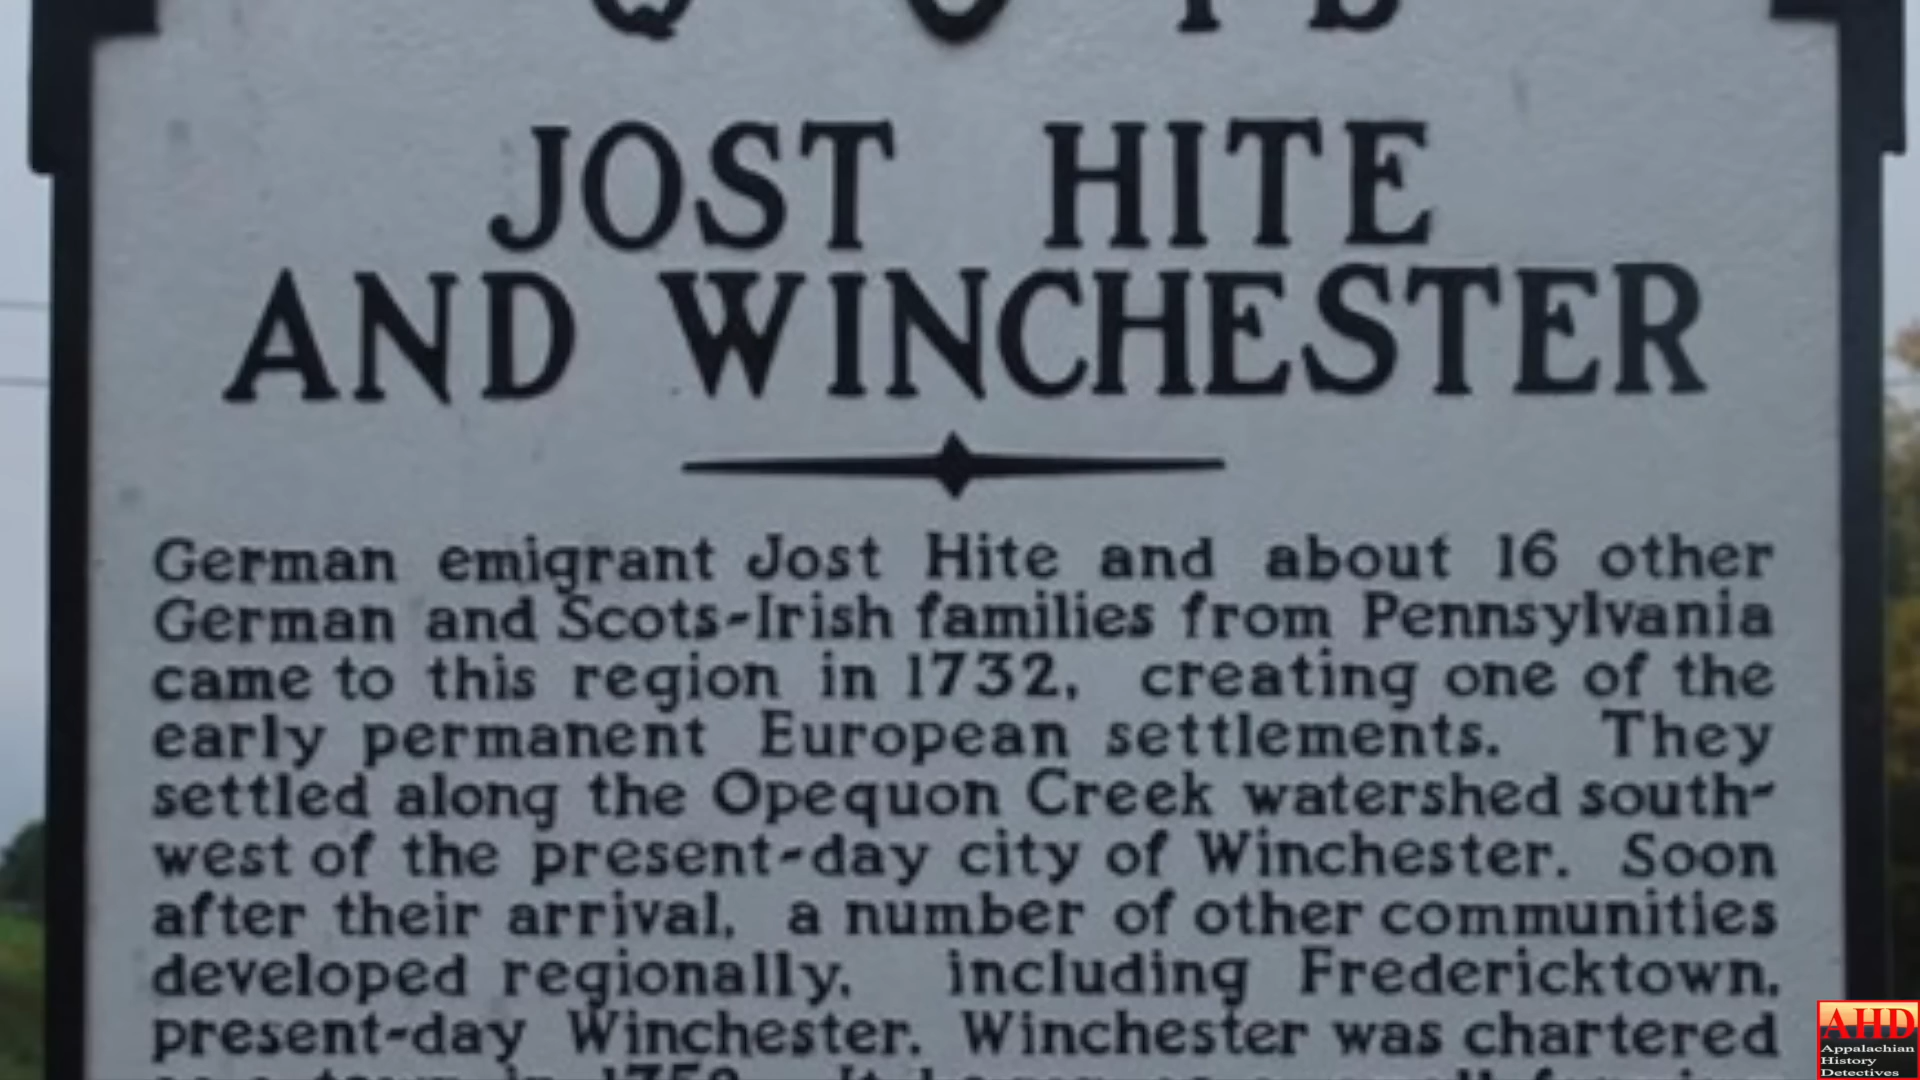 JOST HITE
AND WINCHESTER
German emigrant Jost Hite and about 16 other
German and Scots-Irish families from Pennsylvania
came to this region in 1732, creating one of the
early permanent European settlements. They
settled along the Opequon Creek watershed south-
west of the present-day city of Winchester. Soon
after their arrival, a number of other communities
developed regionally, including Fredericktown,
present-day Winchester. Winchester was chartered
AHD
Appalachian
History
Detectives